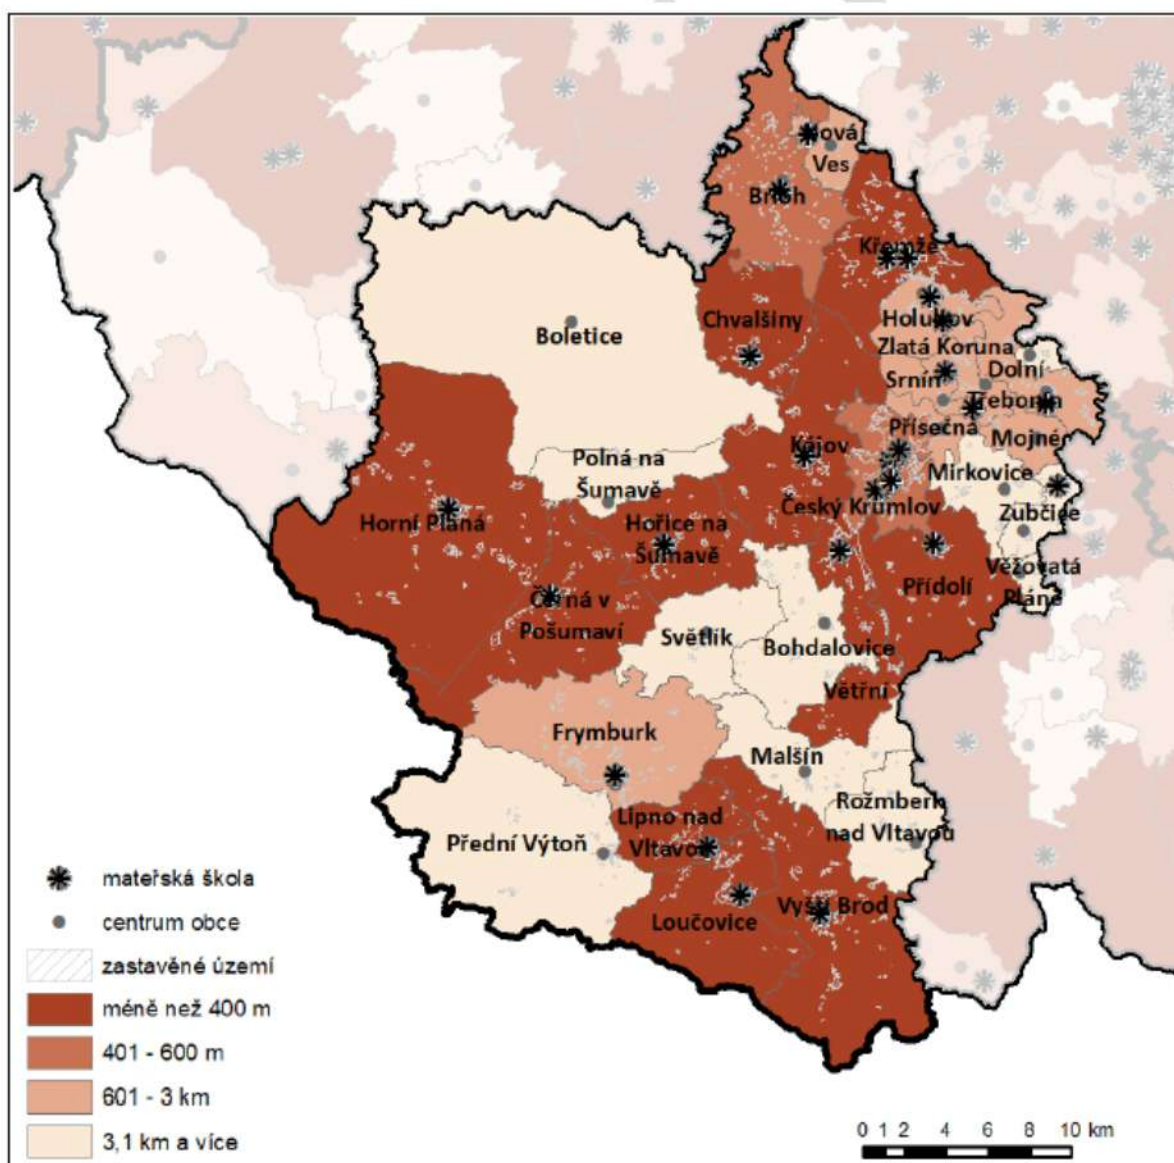 Nová
Ves
Brloh
Křemže
Chvalšiny
Holubov
Boletice
Zlatá Koruna
Srnín
Dolní
Třebonín
Přísečná
Mojné
Kájov
Polná na
Šumavě
Mirkovice
Český Krumlov
Zubčice
Horní Planá
Hořice na
Šumavě
Věžovatá
Pláně
Přídolí
Černá v
Pošumaví
Světlík
Bohdalovice
Větřní
Frymburk
Malšín
Rožmberk
nad Vltavou
Lipno nad
Vltavou
Přední Výtoň
Loučovice
Vyšší Brod
mateřská škola
centrum obce
zastavěné území
méně než 400 m
401 - 600 m
601 - 3 km
3,1 km a více
0 1 2 4 6 8 10 km